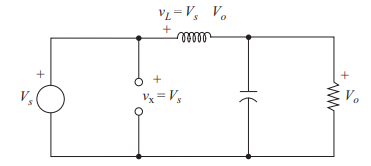 v_L = V_s V_o
+
+
+
+
V_s
v_x = V_s
V_o